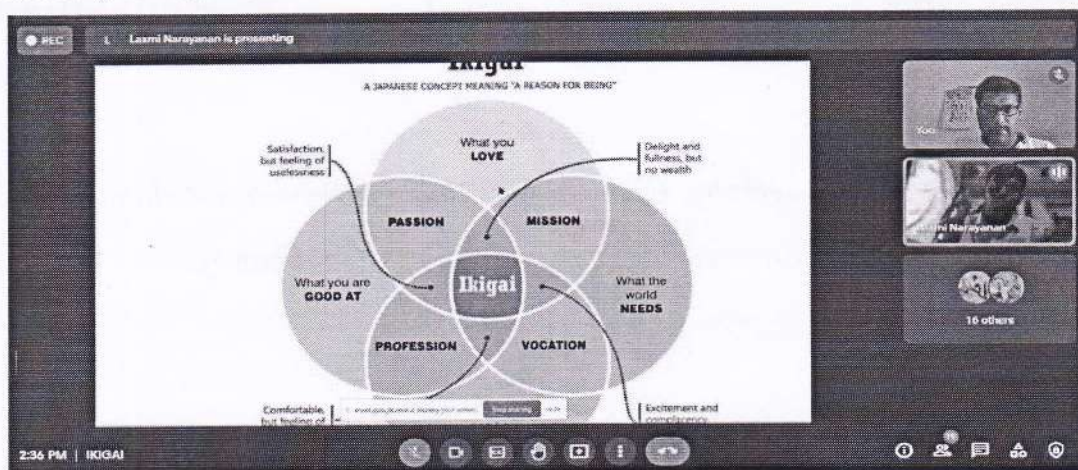 REC
L Laxmi Narayanan is presenting
Ikigai
A JAPANESE CONCEPT MEANING "A REASON FOR BEING"
What you
LOVE
Satisfaction,
but feeling of
uselessness
Delight and
fullness, but
no wealth
PASSION
MISSION
What you are
GOOD AT
Ikigai
What the
world
NEEDS
PROFESSION
VOCATION
Comfortable,
but feeling of
Stop sharing
Hide
Excitement and
complacency,
You
Laxmi Narayanan
16 others
2:36 PM | IKIGAI